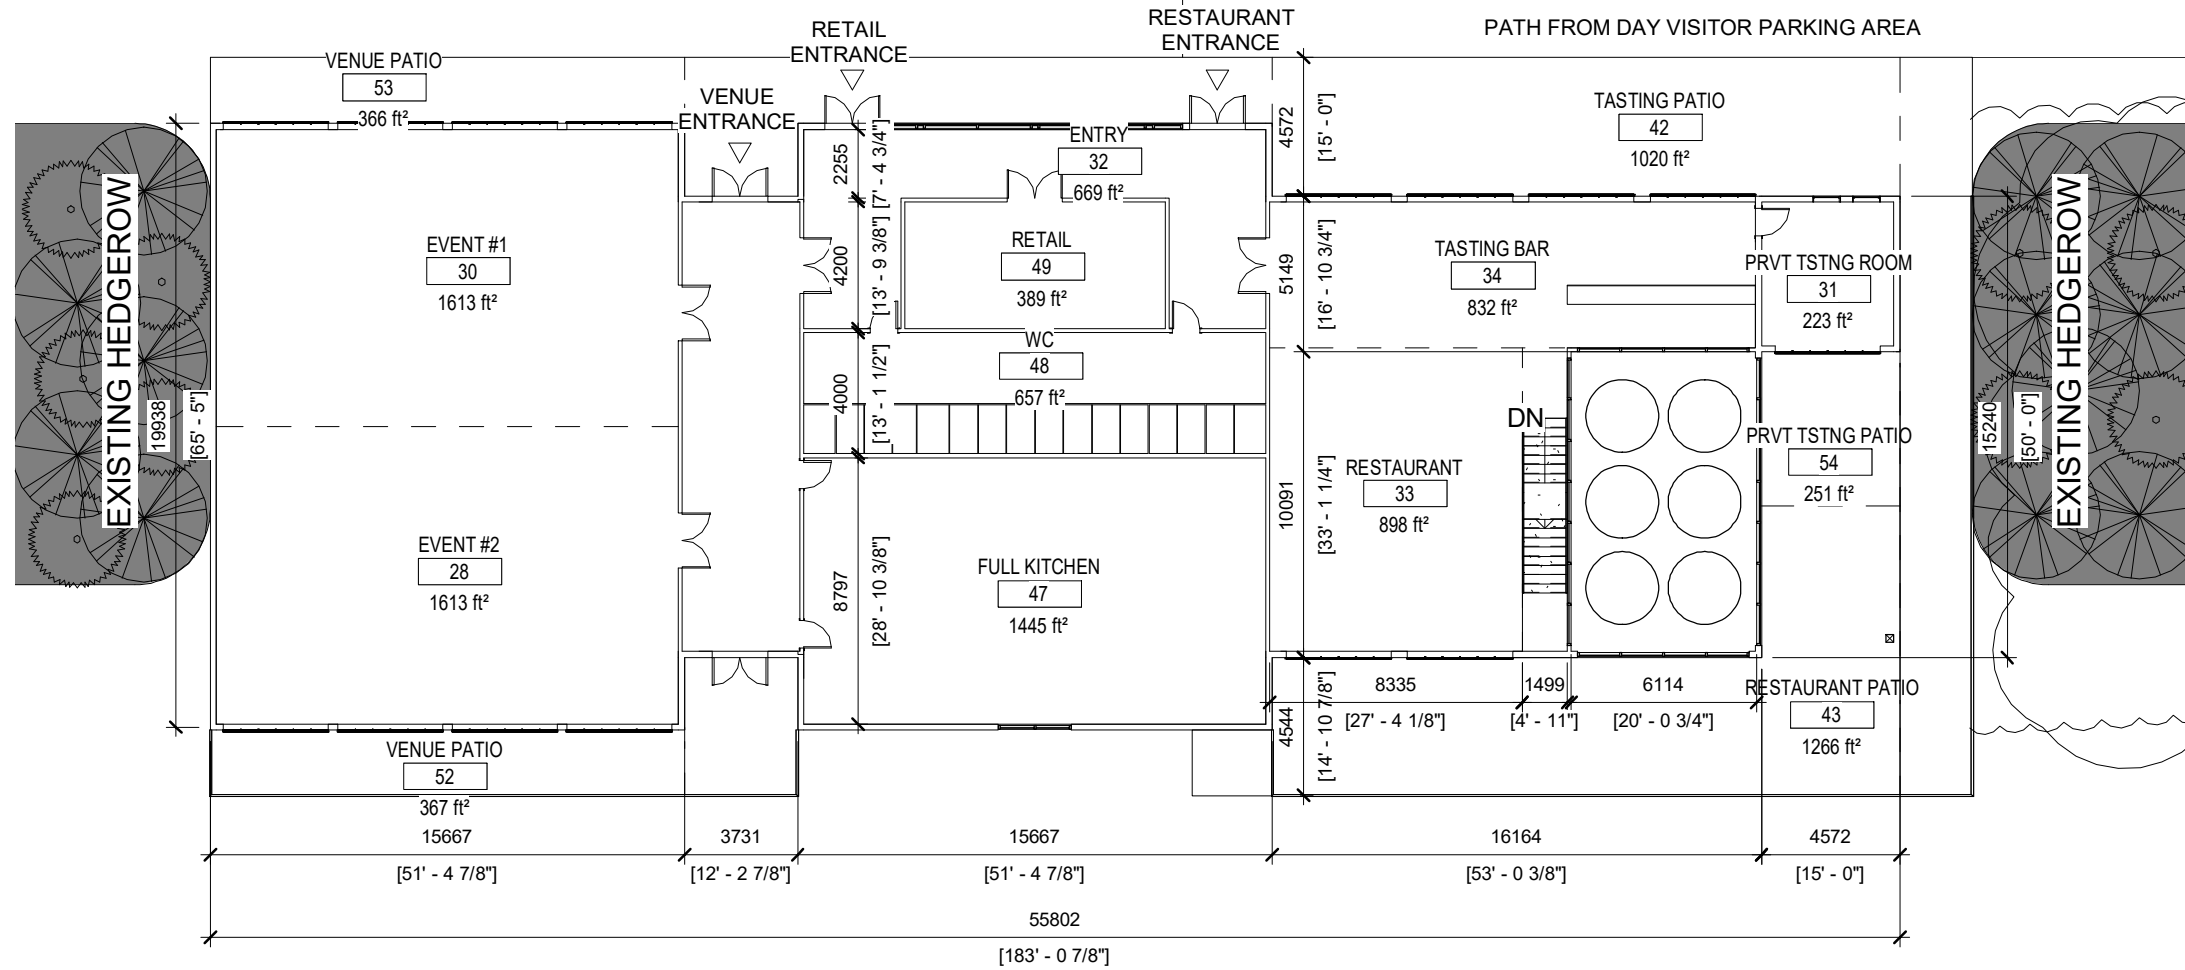 RETAIL
ENTRANCE
RESTAURANT
ENTRANCE
PATH FROM DAY VISITOR PARKING AREA
VENUE PATIO
53
366 ft²
VENUE
ENTRANCE
TASTING PATIO
42
1020 ft²
4572
[15' - 0"]
ENTRY
32
669 ft²
2255
[7' - 4 3/4"]
EXISTING HEDGEROW
19938
[65' - 5"]
EVENT #1
30
1613 ft²
4200
[13' - 9 3/8"]
RETAIL
49
389 ft²
5149
[16' - 10 3/4"]
TASTING BAR
34
832 ft²
PRVT TSTNG ROOM
31
223 ft²
EXISTING HEDGEROW
15240
[50' - 0"]
WC
48
657 ft²
4000
[13' - 1 1/2"]
DN
PRVT TSTNG PATIO
54
251 ft²
RESTAURANT
33
898 ft²
10091
[33' - 1 1/4"]
EVENT #2
28
1613 ft²
8797
[28' - 10 3/8"]
FULL KITCHEN
47
1445 ft²
8335
[27' - 4 1/8"]
1499
[4' - 11"]
6114
[20' - 0 3/4"]
RESTAURANT PATIO
43
1266 ft²
4544
[14' - 10 7/8"]
VENUE PATIO
52
367 ft²
15667
[51' - 4 7/8"]
3731
[12' - 2 7/8"]
15667
[51' - 4 7/8"]
16164
[53' - 0 3/8"]
4572
[15' - 0"]
55802
[183' - 0 7/8"]